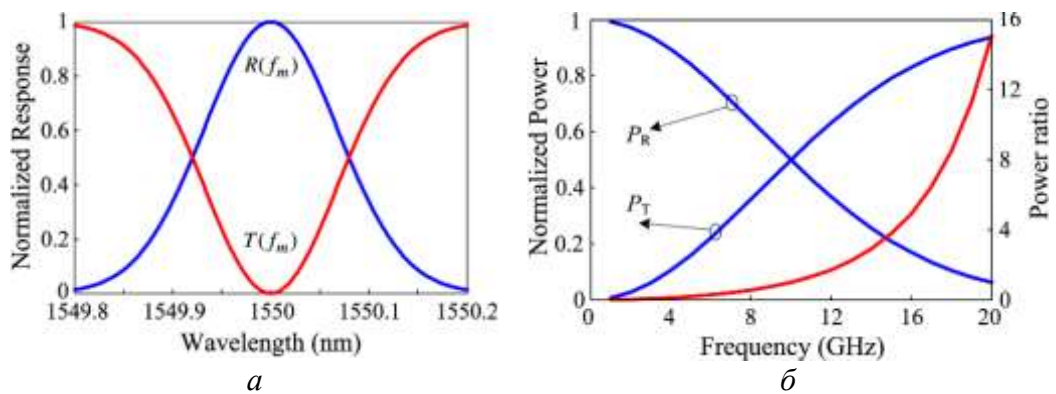 1
0.8
0.6
0.4
0.2
0
Normalized Response
R(fₘ)
T(fₘ)
1549.8 1549.9 1550 1550.1 1550.2
Wavelength (nm)
а
1
0.8
0.6
0.4
0.2
0
Normalized Power
P_R
P_T
16
12
8
4
0
Power ratio
0 4 8 12 16 20
Frequency (GHz)
б